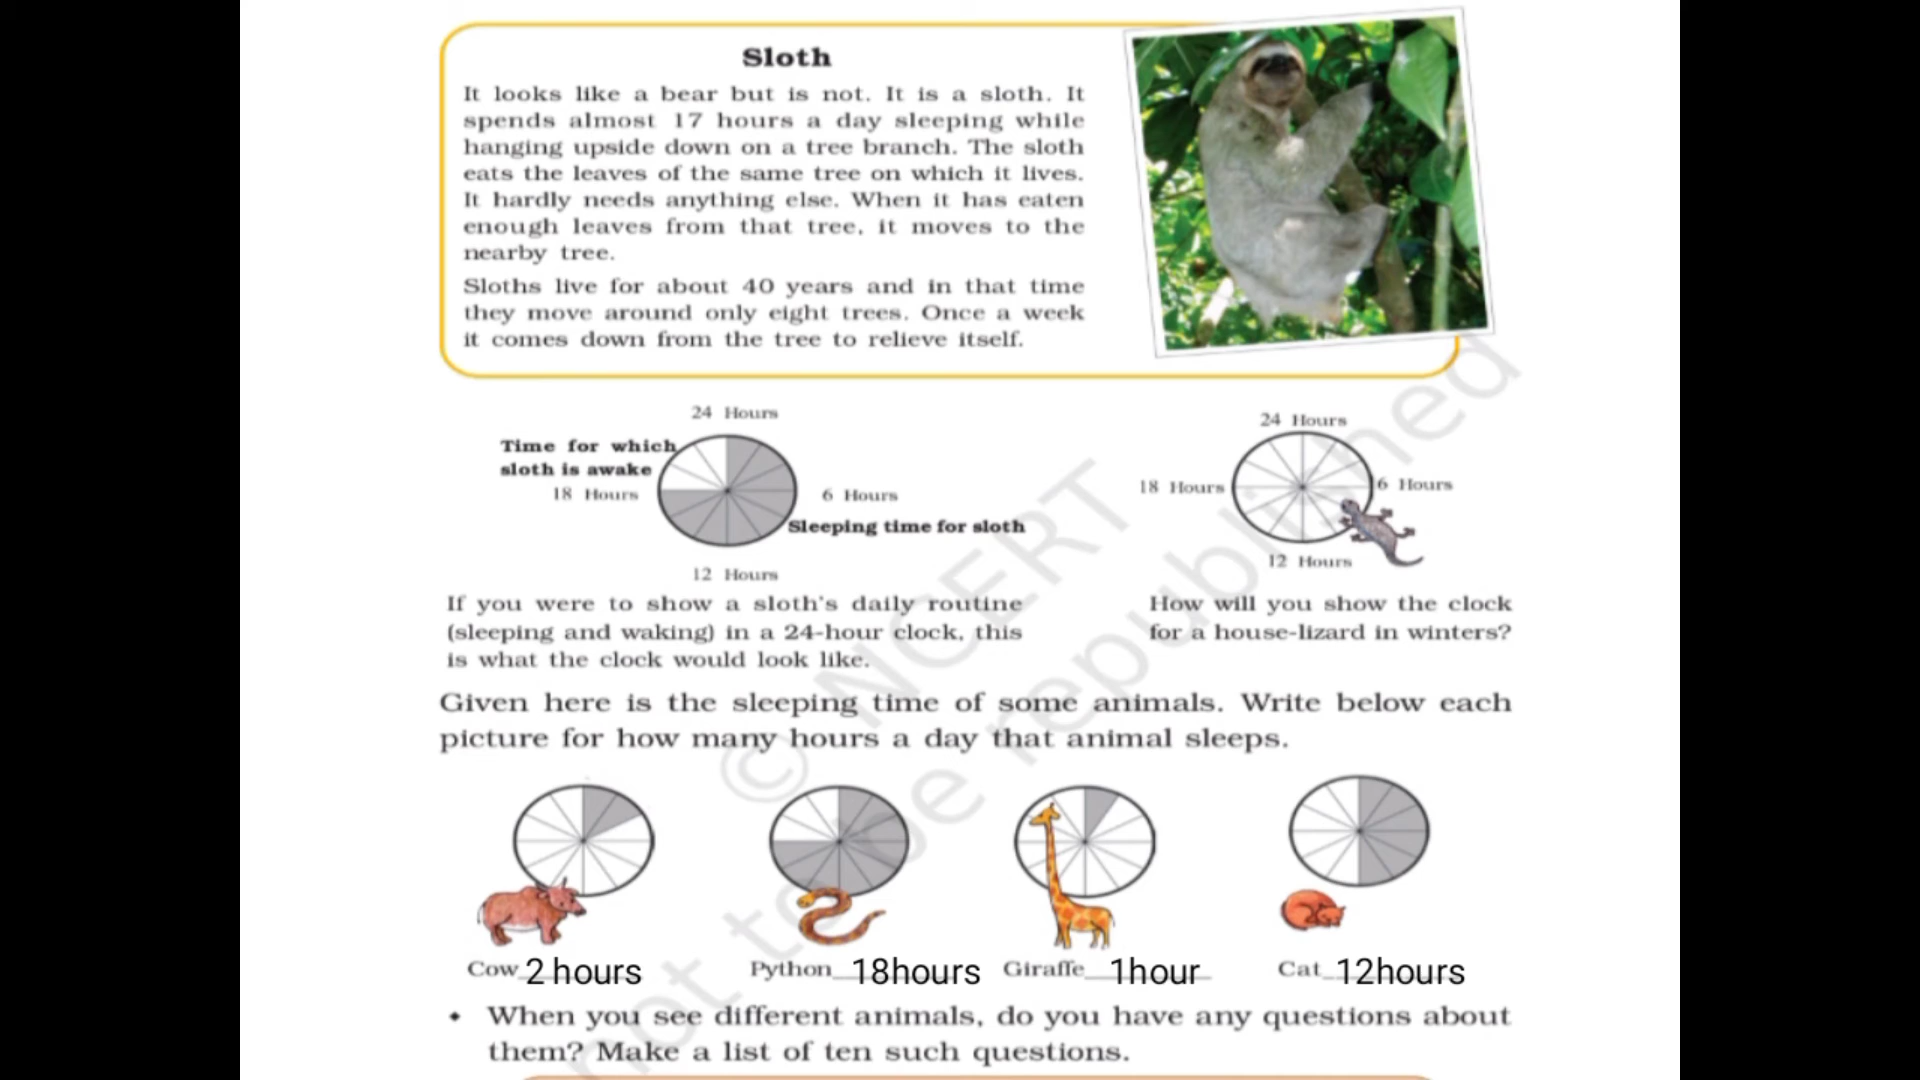 Sloth
It looks like a bear but is not. It is a sloth. It
spends almost 17 hours a day sleeping while
hanging upside down on a tree branch. The sloth
eats the leaves of the same tree on which it lives.
It hardly needs anything else. When it has eaten
enough leaves from that tree, it moves to the
nearby tree.
Sloths live for about 40 years and in that time
they move around only eight trees. Once a week
it comes down from the tree to relieve itself.
24 Hours
Time for which
sloth is awake
18 Hours
6 Hours
Sleeping time for sloth
12 Hours
If you were to show a sloth's daily routine
(sleeping and waking) in a 24-hour clock, this
is what the clock would look like.
24 Hours
18 Hours
6 Hours
12 Hours
How will you show the clock
for a house-lizard in winters?
Given here is the sleeping time of some animals. Write below each
picture for how many hours a day that animal sleeps.
Cow 2 hours
Python 18hours
Giraffe 1hour
Cat 12hours
• When you see different animals, do you have any questions about
them? Make a list of ten such questions.
© NCERT
not to be republished